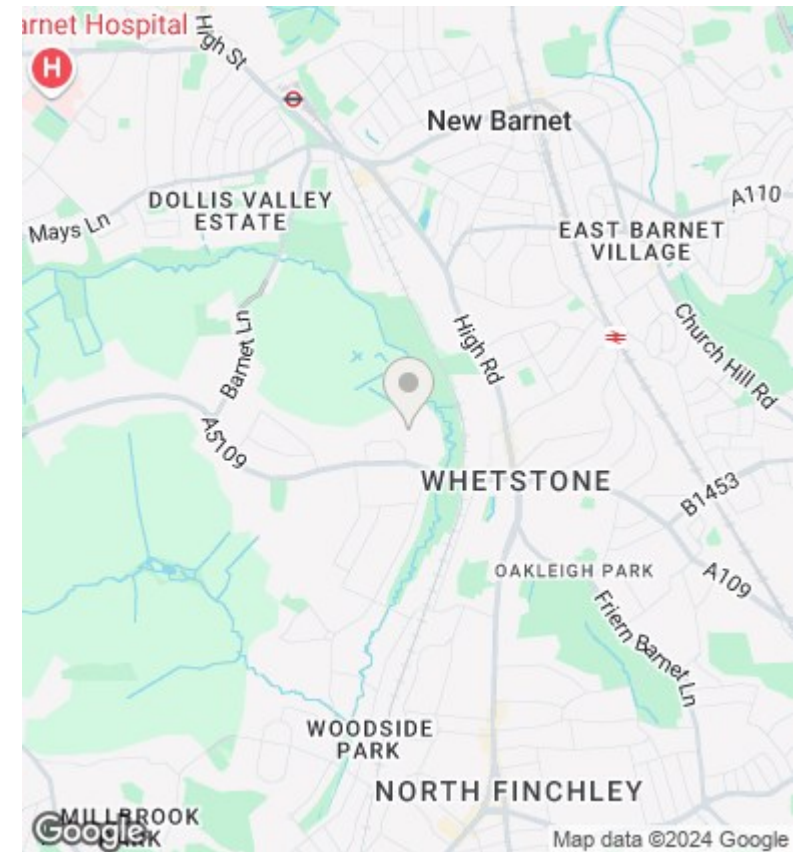 arnet Hospital
H
High St
New Barnet
DOLLIS VALLEY
ESTATE
A110
Mays Ln
EAST BARNET
VILLAGE
Barnet Ln
High Rd
Church Hill Rd
A5109
WHETSTONE
B1453
OAKLEIGH PARK
A109
Friern Barnet Ln
WOODSIDE
PARK
NORTH FINCHLEY
MILLBROOK
PARK
Google
Map data ©2024 Google